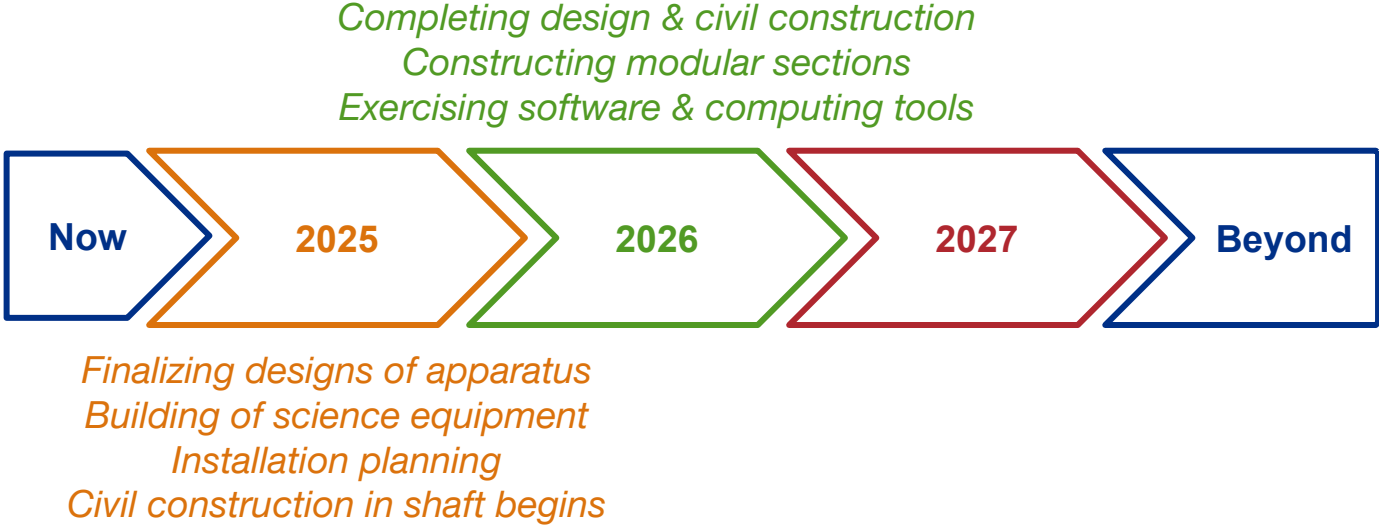 Completing design & civil construction
Constructing modular sections
Exercising software & computing tools
Now
2025
2026
2027
Beyond
Finalizing designs of apparatus
Building of science equipment
Installation planning
Civil construction in shaft begins